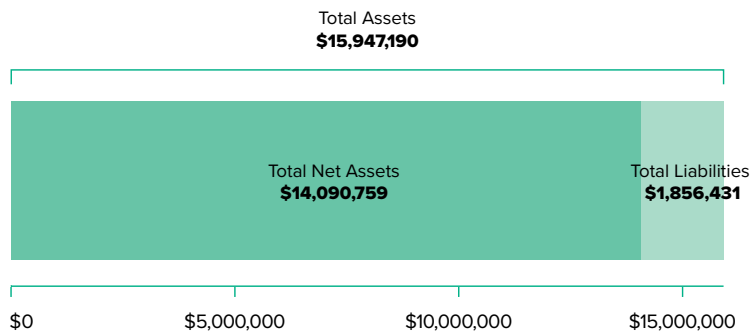 Total Assets
$15,947,190
Total Net Assets
$14,090,759
Total Liabilities
$1,856,431
$0
$5,000,000
$10,000,000
$15,000,000